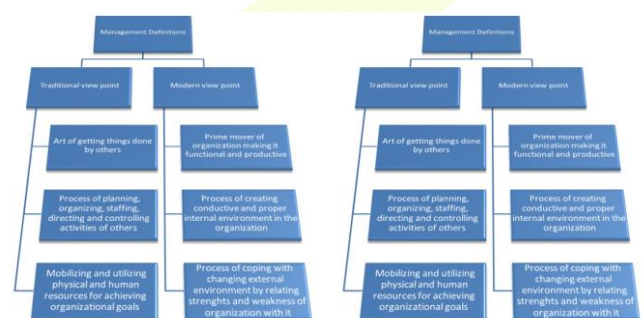 Management Definitions
Traditional view point
Modern view point
Art of getting things done
by others
Prime mover of
organization making it
functional and productive
Process of planning,
organizing, staffing,
directing and controlling
activities of others
Process of creating
conductive and proper
internal environment in the
organization
Mobilizing and utilizing
physical and human
resources for achieving
organizational goals
Process of coping with
changing external
environment by relating
strenghts and weakness of
organization with it
Management Definitions
Traditional view point
Modern view point
Art of getting things done
by others
Prime mover of
organization making it
functional and productive
Process of planning,
organizing, staffing,
directing and controlling
activities of others
Process of creating
conductive and proper
internal environment in the
organization
Mobilizing and utilizing
physical and human
resources for achieving
organizational goals
Process of coping with
changing external
environment by relating
strenghts and weakness of
organization with it